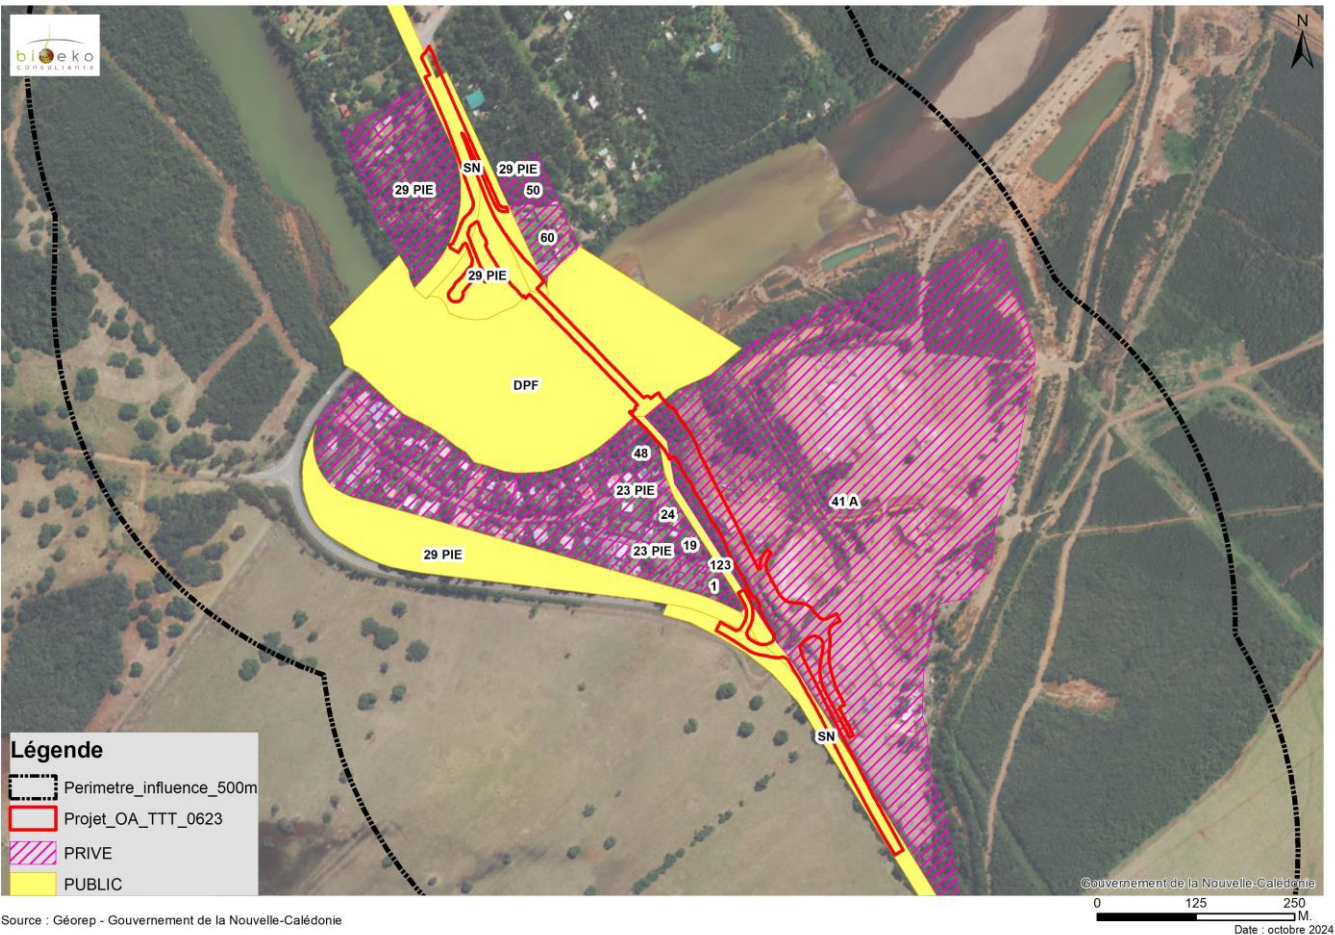 bioeko
CONSULTANTS
N
SN
29 PIE
29 PIE
50
60
29 PIE
DPF
48
23 PIE
41 A
24
19
23 PIE
29 PIE
123
1
SN
Légende
Perimetre_influence_500m
Projet_OA_TTT_0623
PRIVE
PUBLIC
Gouvernement de la Nouvelle-Calédonie
0 125 250
M.
Source : Géorep - Gouvernement de la Nouvelle-Calédonie
Date : octobre 2024